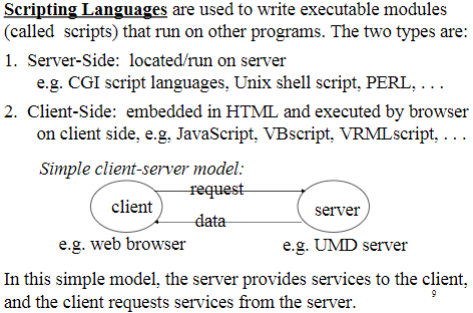 Scripting Languages are used to write executable modules
(called scripts) that run on other programs. The two types are:
1. Server-Side: located/run on server
e.g. CGI script languages, Unix shell script, PERL, . . .
2. Client-Side: embedded in HTML and executed by browser
on client side, e.g, JavaScript, VBscript, VRMLscript, . . .
Simple client-server model:
request
client
server
data
e.g. web browser
e.g. UMD server
In this simple model, the server provides services to the client,
and the client requests services from the server.
9